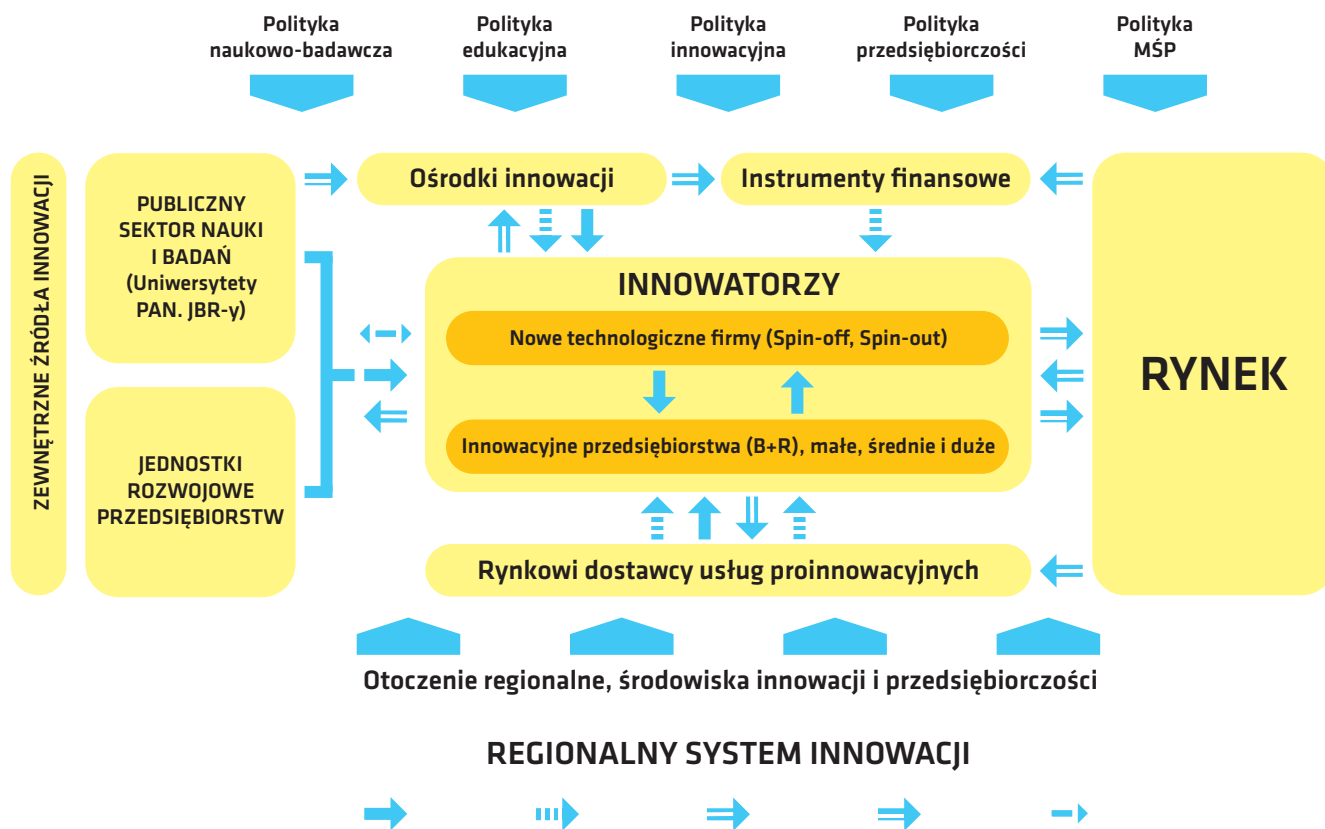 Polityka
naukowo-badawcza
Polityka
edukacyjna
Polityka
innowacyjna
Polityka
przedsiębiorczości
Polityka
MŚP
ZEWNĘTRZNE ŹRÓDŁA INNOWACJI
PUBLICZNY
SEKTOR NAUKI
I BADAŃ
(Uniwersytety
PAN. JBR-y)
JEDNOSTKI
ROZWOJOWE
PRZEDSIĘBIORSTW
Ośrodki innowacji
Instrumenty finansowe
INNOWATORZY
Nowe technologiczne firmy (Spin-off, Spin-out)
Innowacyjne przedsiębiorstwa (B+R), małe, średnie i duże
Rynkowi dostawcy usług proinnowacyjnych
RYNEK
Otoczenie regionalne, środowiska innowacji i przedsiębiorczości
REGIONALNY SYSTEM INNOWACJI